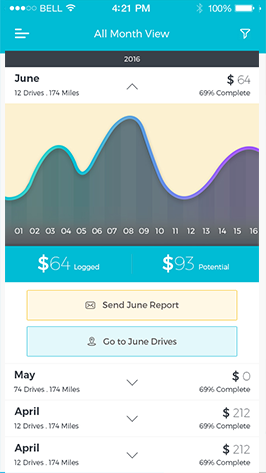 BELL 4:21 PM 100%
All Month View
2016
June $ 64
12 Drives . 174 Miles 69% Complete
01 02 03 04 05 06 07 08 09 10 11 12 13 14 15 16
$64 Logged $93 Potential
Send June Report
Go to June Drives
May $ 0
74 Drives . 174 Miles 69% Complete
April $ 212
12 Drives . 174 Miles 69% Complete
April $ 212
12 Drives . 174 Miles 69% Complete